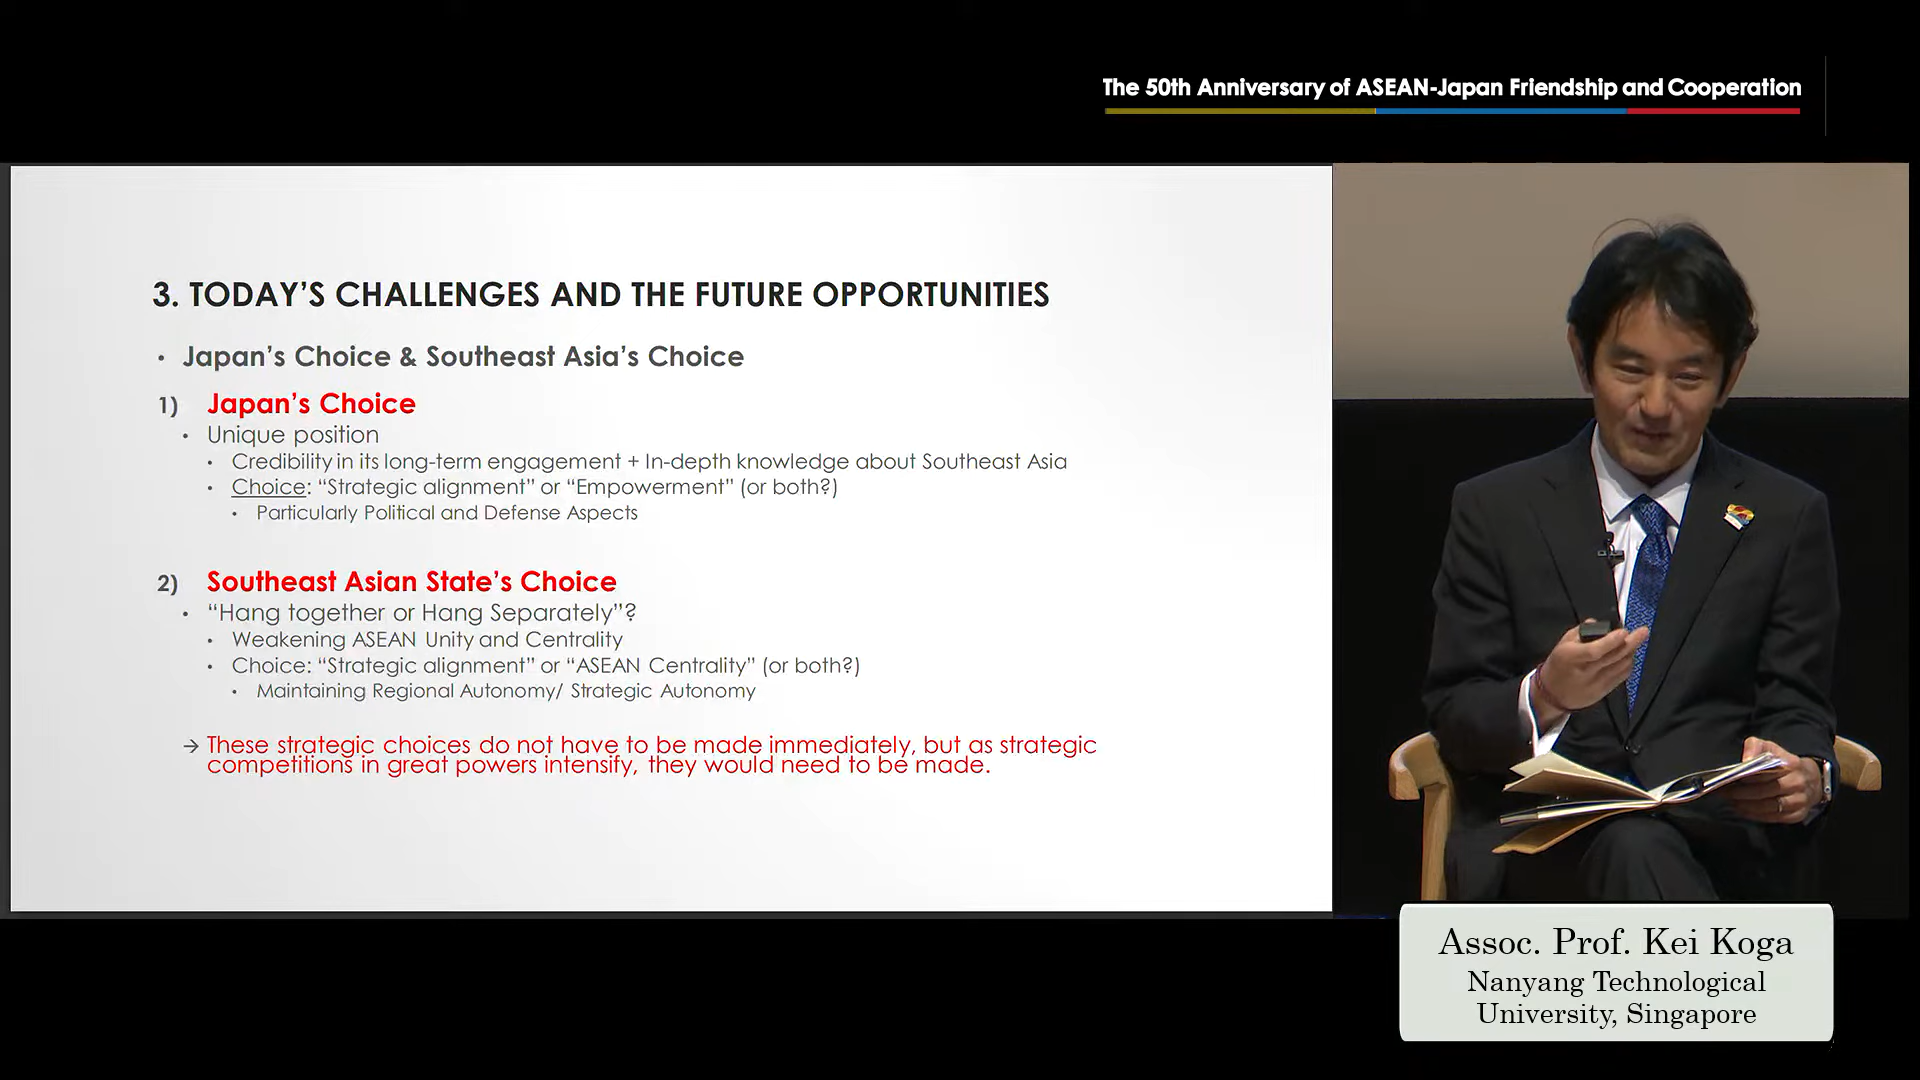 The 50th Anniversary of ASEAN-Japan Friendship and Cooperation
3. TODAY’S CHALLENGES AND THE FUTURE OPPORTUNITIES
• Japan’s Choice & Southeast Asia’s Choice
1) Japan’s Choice
• Unique position
• Credibility in its long-term engagement + In-depth knowledge about Southeast Asia
• Choice: “Strategic alignment” or “Empowerment” (or both?)
• Particularly Political and Defense Aspects
2) Southeast Asian State’s Choice
• “Hang together or Hang Separately”?
• Weakening ASEAN Unity and Centrality
• Choice: “Strategic alignment” or “ASEAN Centrality” (or both?)
• Maintaining Regional Autonomy/ Strategic Autonomy
→ These strategic choices do not have to be made immediately, but as strategic
competitions in great powers intensify, they would need to be made.
Assoc. Prof. Kei Koga
Nanyang Technological
University, Singapore